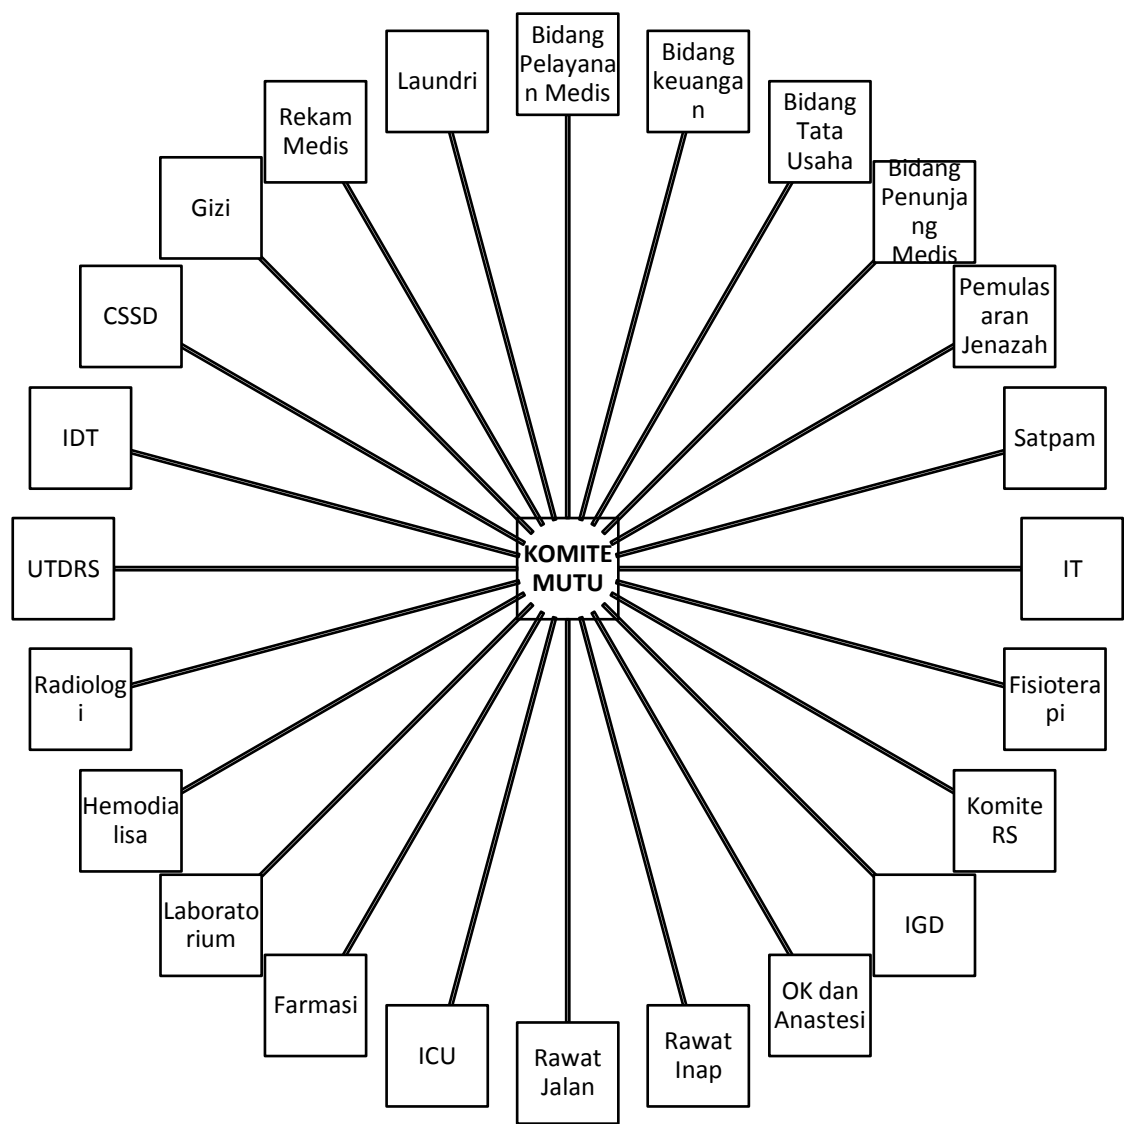 Bidang
Pelayana
n Medis
Bidang
keuanga
n
Bidang
Tata
Usaha
Bidang
Penunja
ng
Medis
Pemulas
aran
Jenazah
Satpam
IT
Fisiotera
pi
Komite
RS
IGD
OK dan
Anastesi
Rawat
Inap
Rawat
Jalan
ICU
Farmasi
Laborato
rium
Hemodia
lisa
Radiolog
i
UTDRS
IDT
CSSD
Gizi
Rekam
Medis
Laundri
KOMITE
MUTU